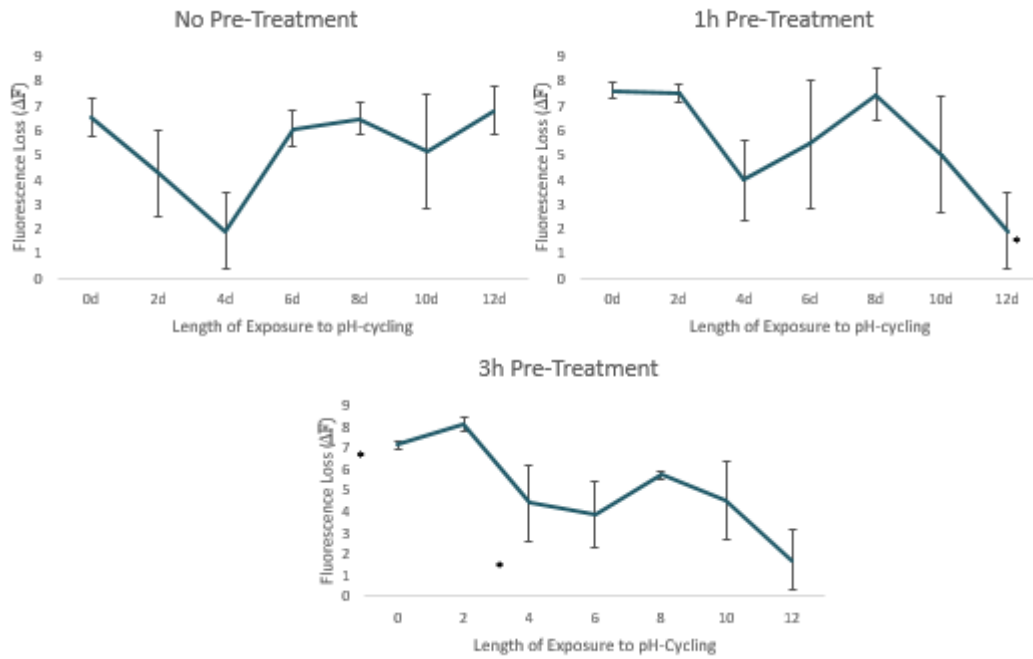 No Pre-Treatment
9
8
7
6
5
4
3
2
1
0
Fluorescence Loss (ΔF̅)
0d 2d 4d 6d 8d 10d 12d
Length of Exposure to pH-cycling
1h Pre-Treatment
9
8
7
6
5
4
3
2
1
0
Fluorescence Loss (ΔF̅)
*
0d 2d 4d 6d 8d 10d 12d
Length of Exposure to pH-cycling
3h Pre-Treatment
9
8
7
6
5
4
3
2
1
0
Fluorescence Loss (ΔF̅)
*
*
0 2 4 6 8 10 12
Length of Exposure to pH-Cycling